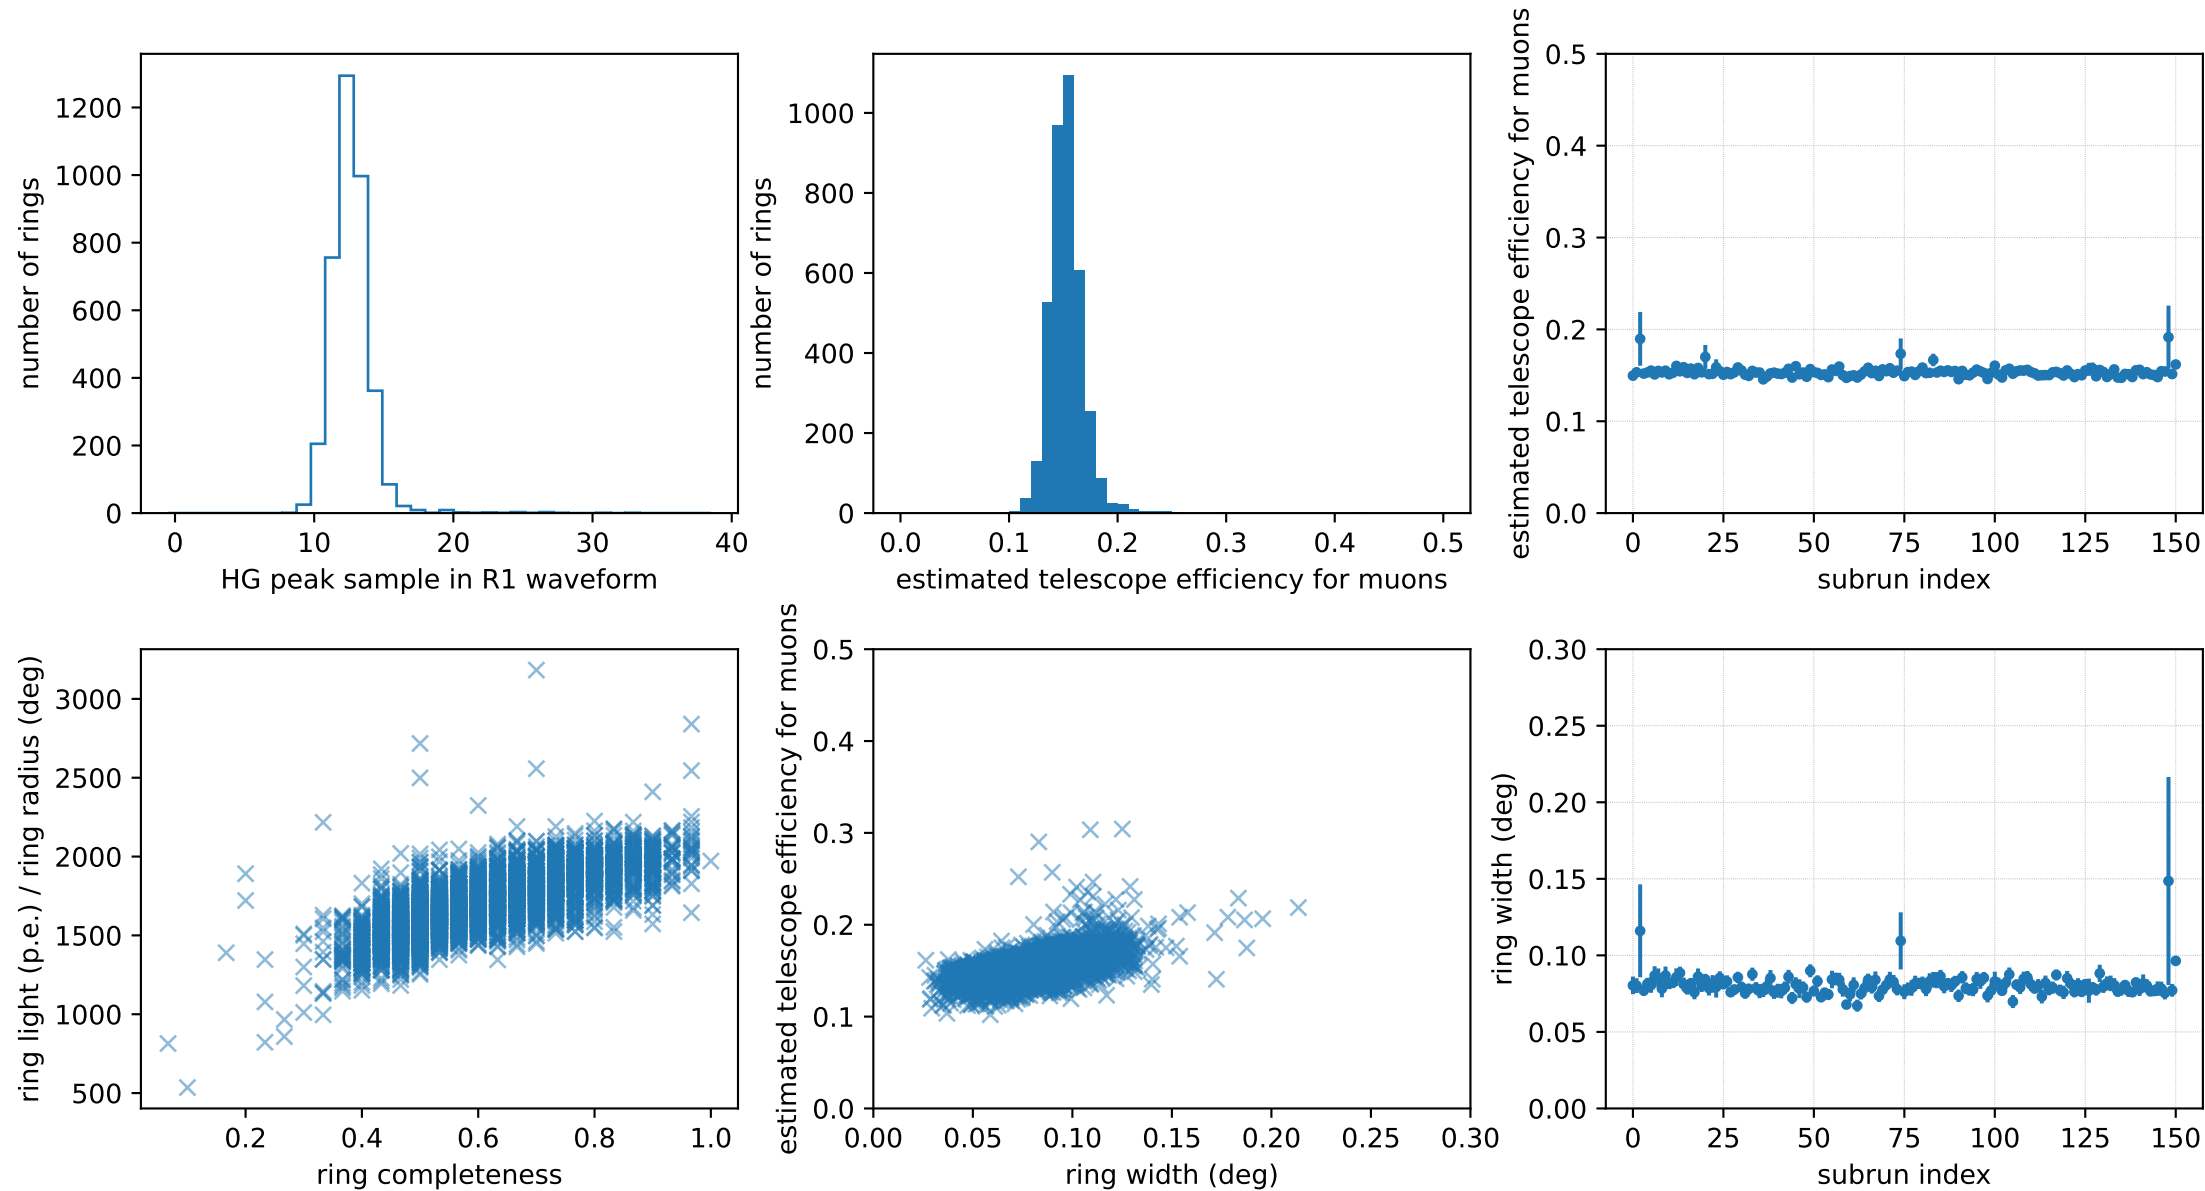 1200
1000
800
600
400
200
0
number of rings
0 10 20 30 40
HG peak sample in R1 waveform
1000
800
600
400
200
0
number of rings
0.0 0.1 0.2 0.3 0.4 0.5
estimated telescope efficiency for muons
0.5
0.4
0.3
0.2
0.1
0.0
estimated telescope efficiency for muons
0 25 50 75 100 125 150
subrun index
3000
2500
2000
1500
1000
500
ring light (p.e.) / ring radius (deg)
0.2 0.4 0.6 0.8 1.0
ring completeness
0.5
0.4
0.3
0.2
0.1
0.0
estimated telescope efficiency for muons
0.00 0.05 0.10 0.15 0.20 0.25 0.30
ring width (deg)
0.30
0.25
0.20
0.15
0.10
0.05
0.00
ring width (deg)
0 25 50 75 100 125 150
subrun index